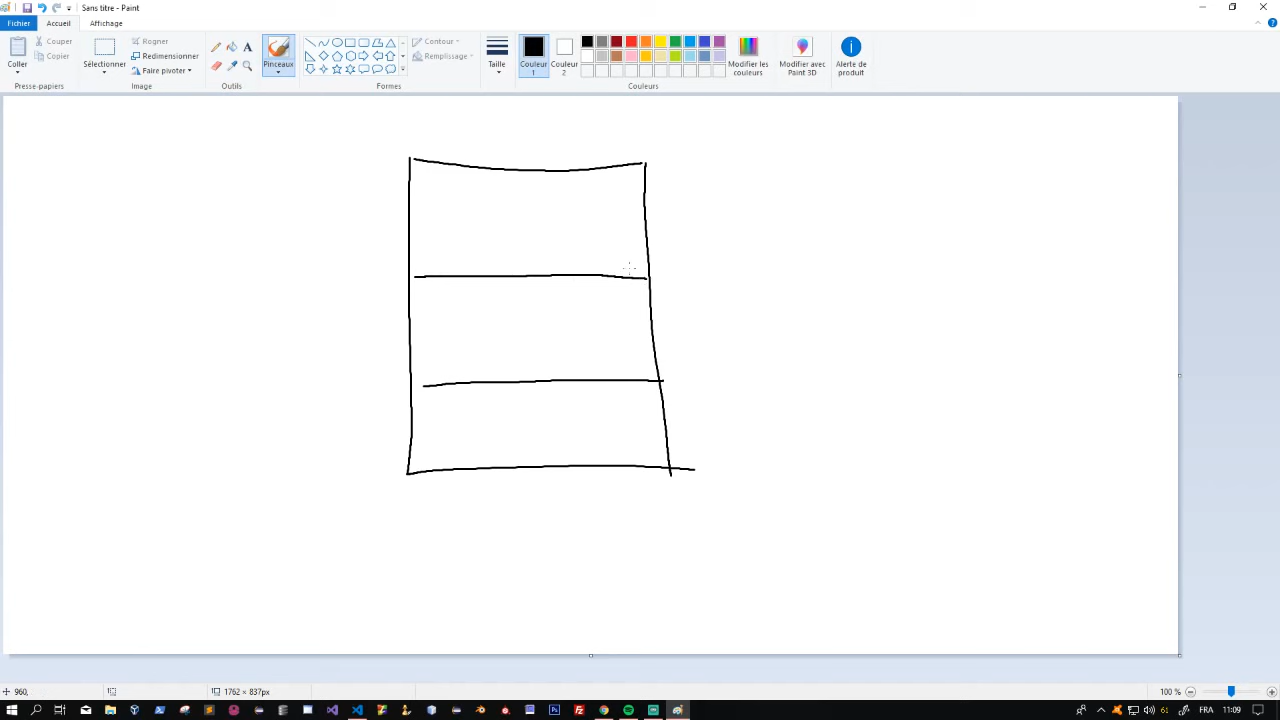 Sans titre - Paint
Fichier
Accueil
Affichage
Coller
Couper
Copier
Presse-papiers
Sélectionner
Rogner
Redimensionner
Faire pivoter
Image
A
Outils
Pinceaux
Contour
Remplissage
Formes
Taille
Couleur 1
Couleur 2
Modifier les couleurs
Couleurs
Modifier avec Paint 3D
Alerte de produit
960,
1762 × 837px
100 %
61
FRA
11:09